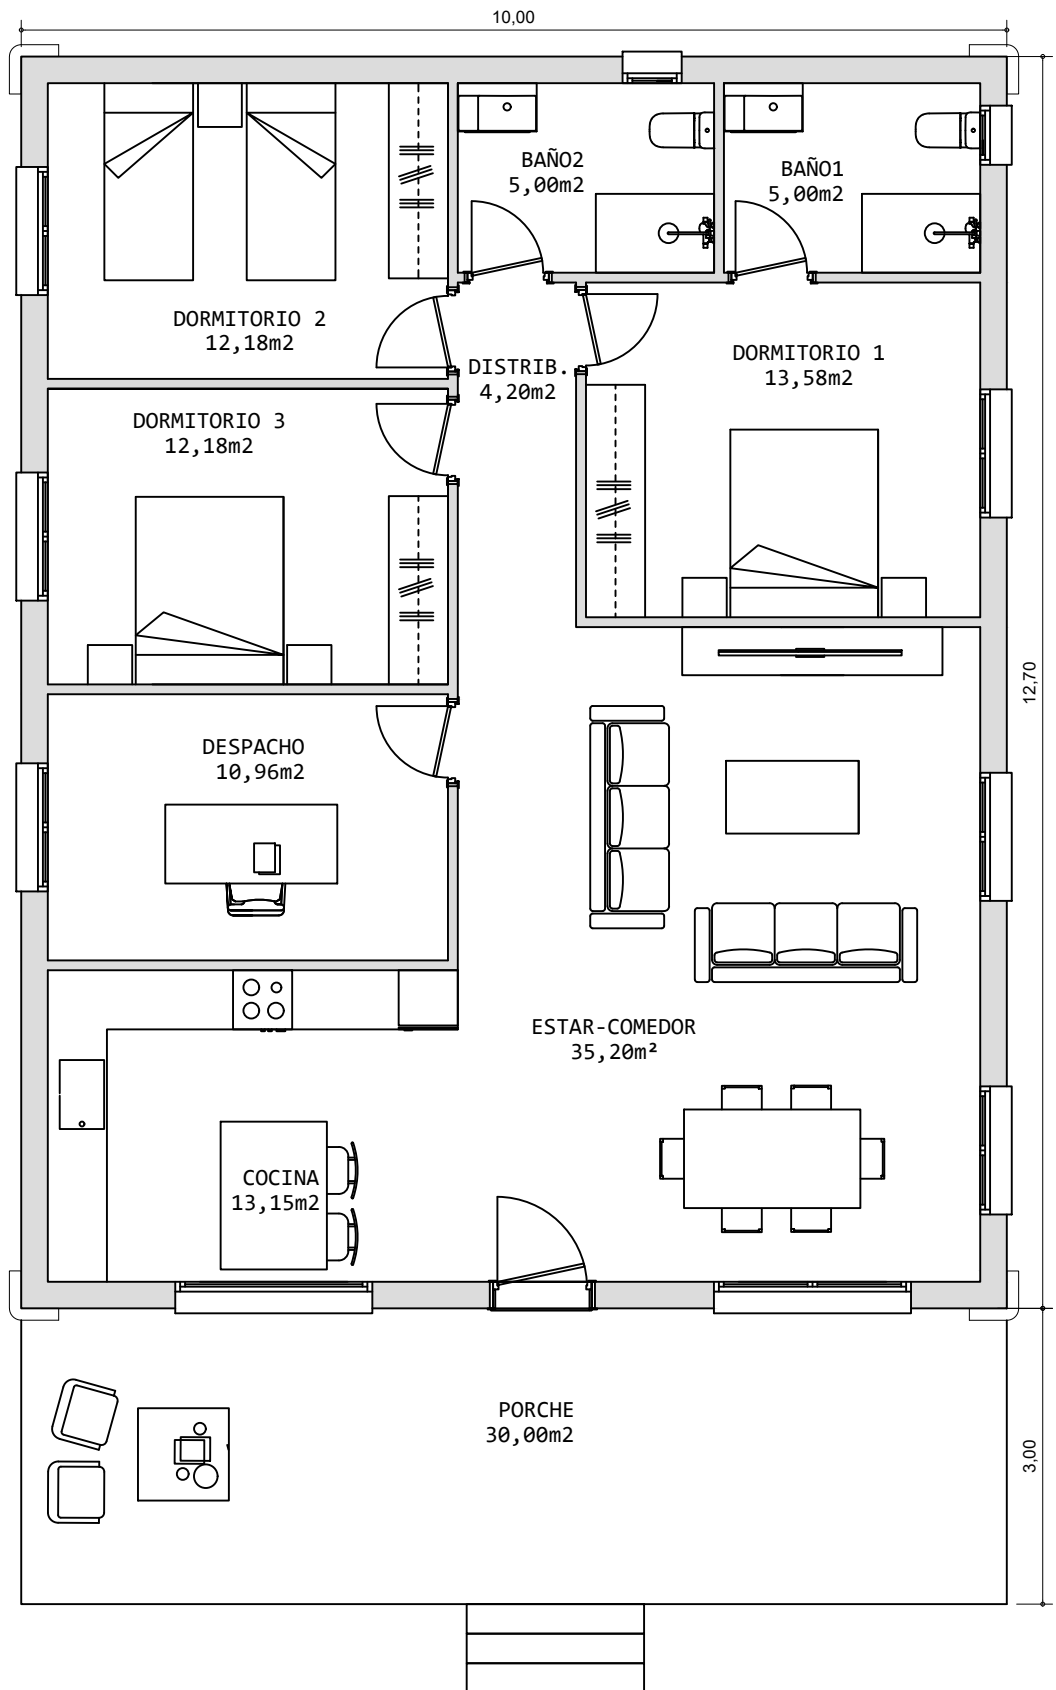 10,00
BAÑO2
5,00m2
BAÑO1
5,00m2
DORMITORIO 2
12,18m2
DISTRIB.
4,20m2
DORMITORIO 1
13,58m2
DORMITORIO 3
12,18m2
12,70
DESPACHO
10,96m2
ESTAR-COMEDOR
35,20m²
COCINA
13,15m2
PORCHE
30,00m2
3,00